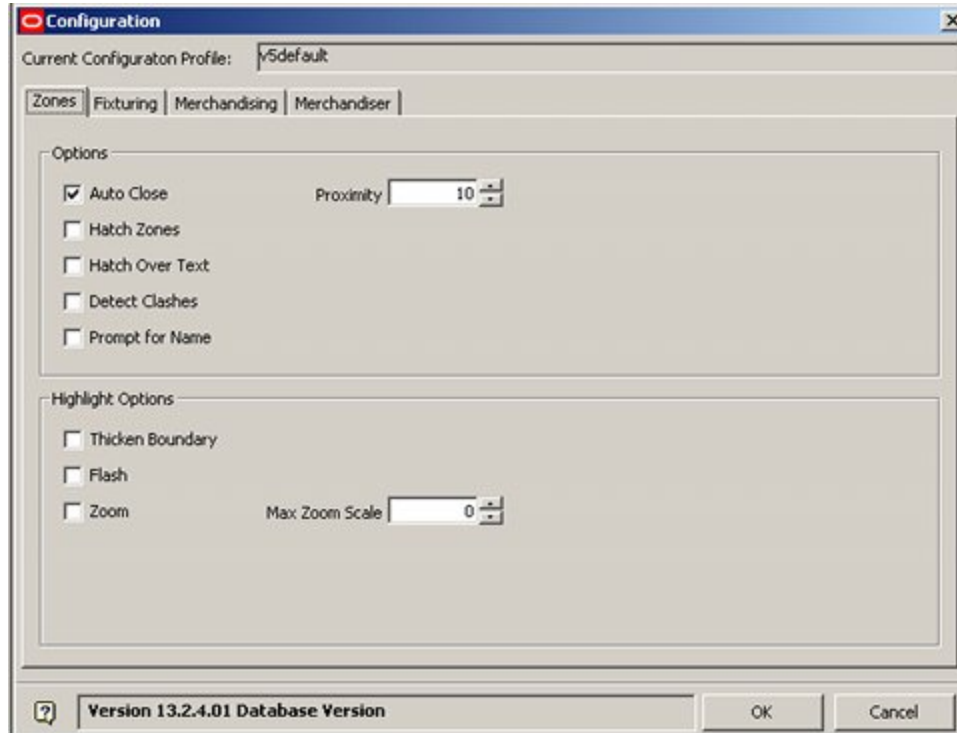 Configuration
Current Configuraton Profile: v5default
Zones Fixturing Merchandising Merchandiser
Options
Auto Close Proximity 10
Hatch Zones
Hatch Over Text
Detect Clashes
Prompt for Name
Highlight Options
Thicken Boundary
Flash
Zoom Max Zoom Scale 0
Version 13.2.4.01 Database Version OK Cancel